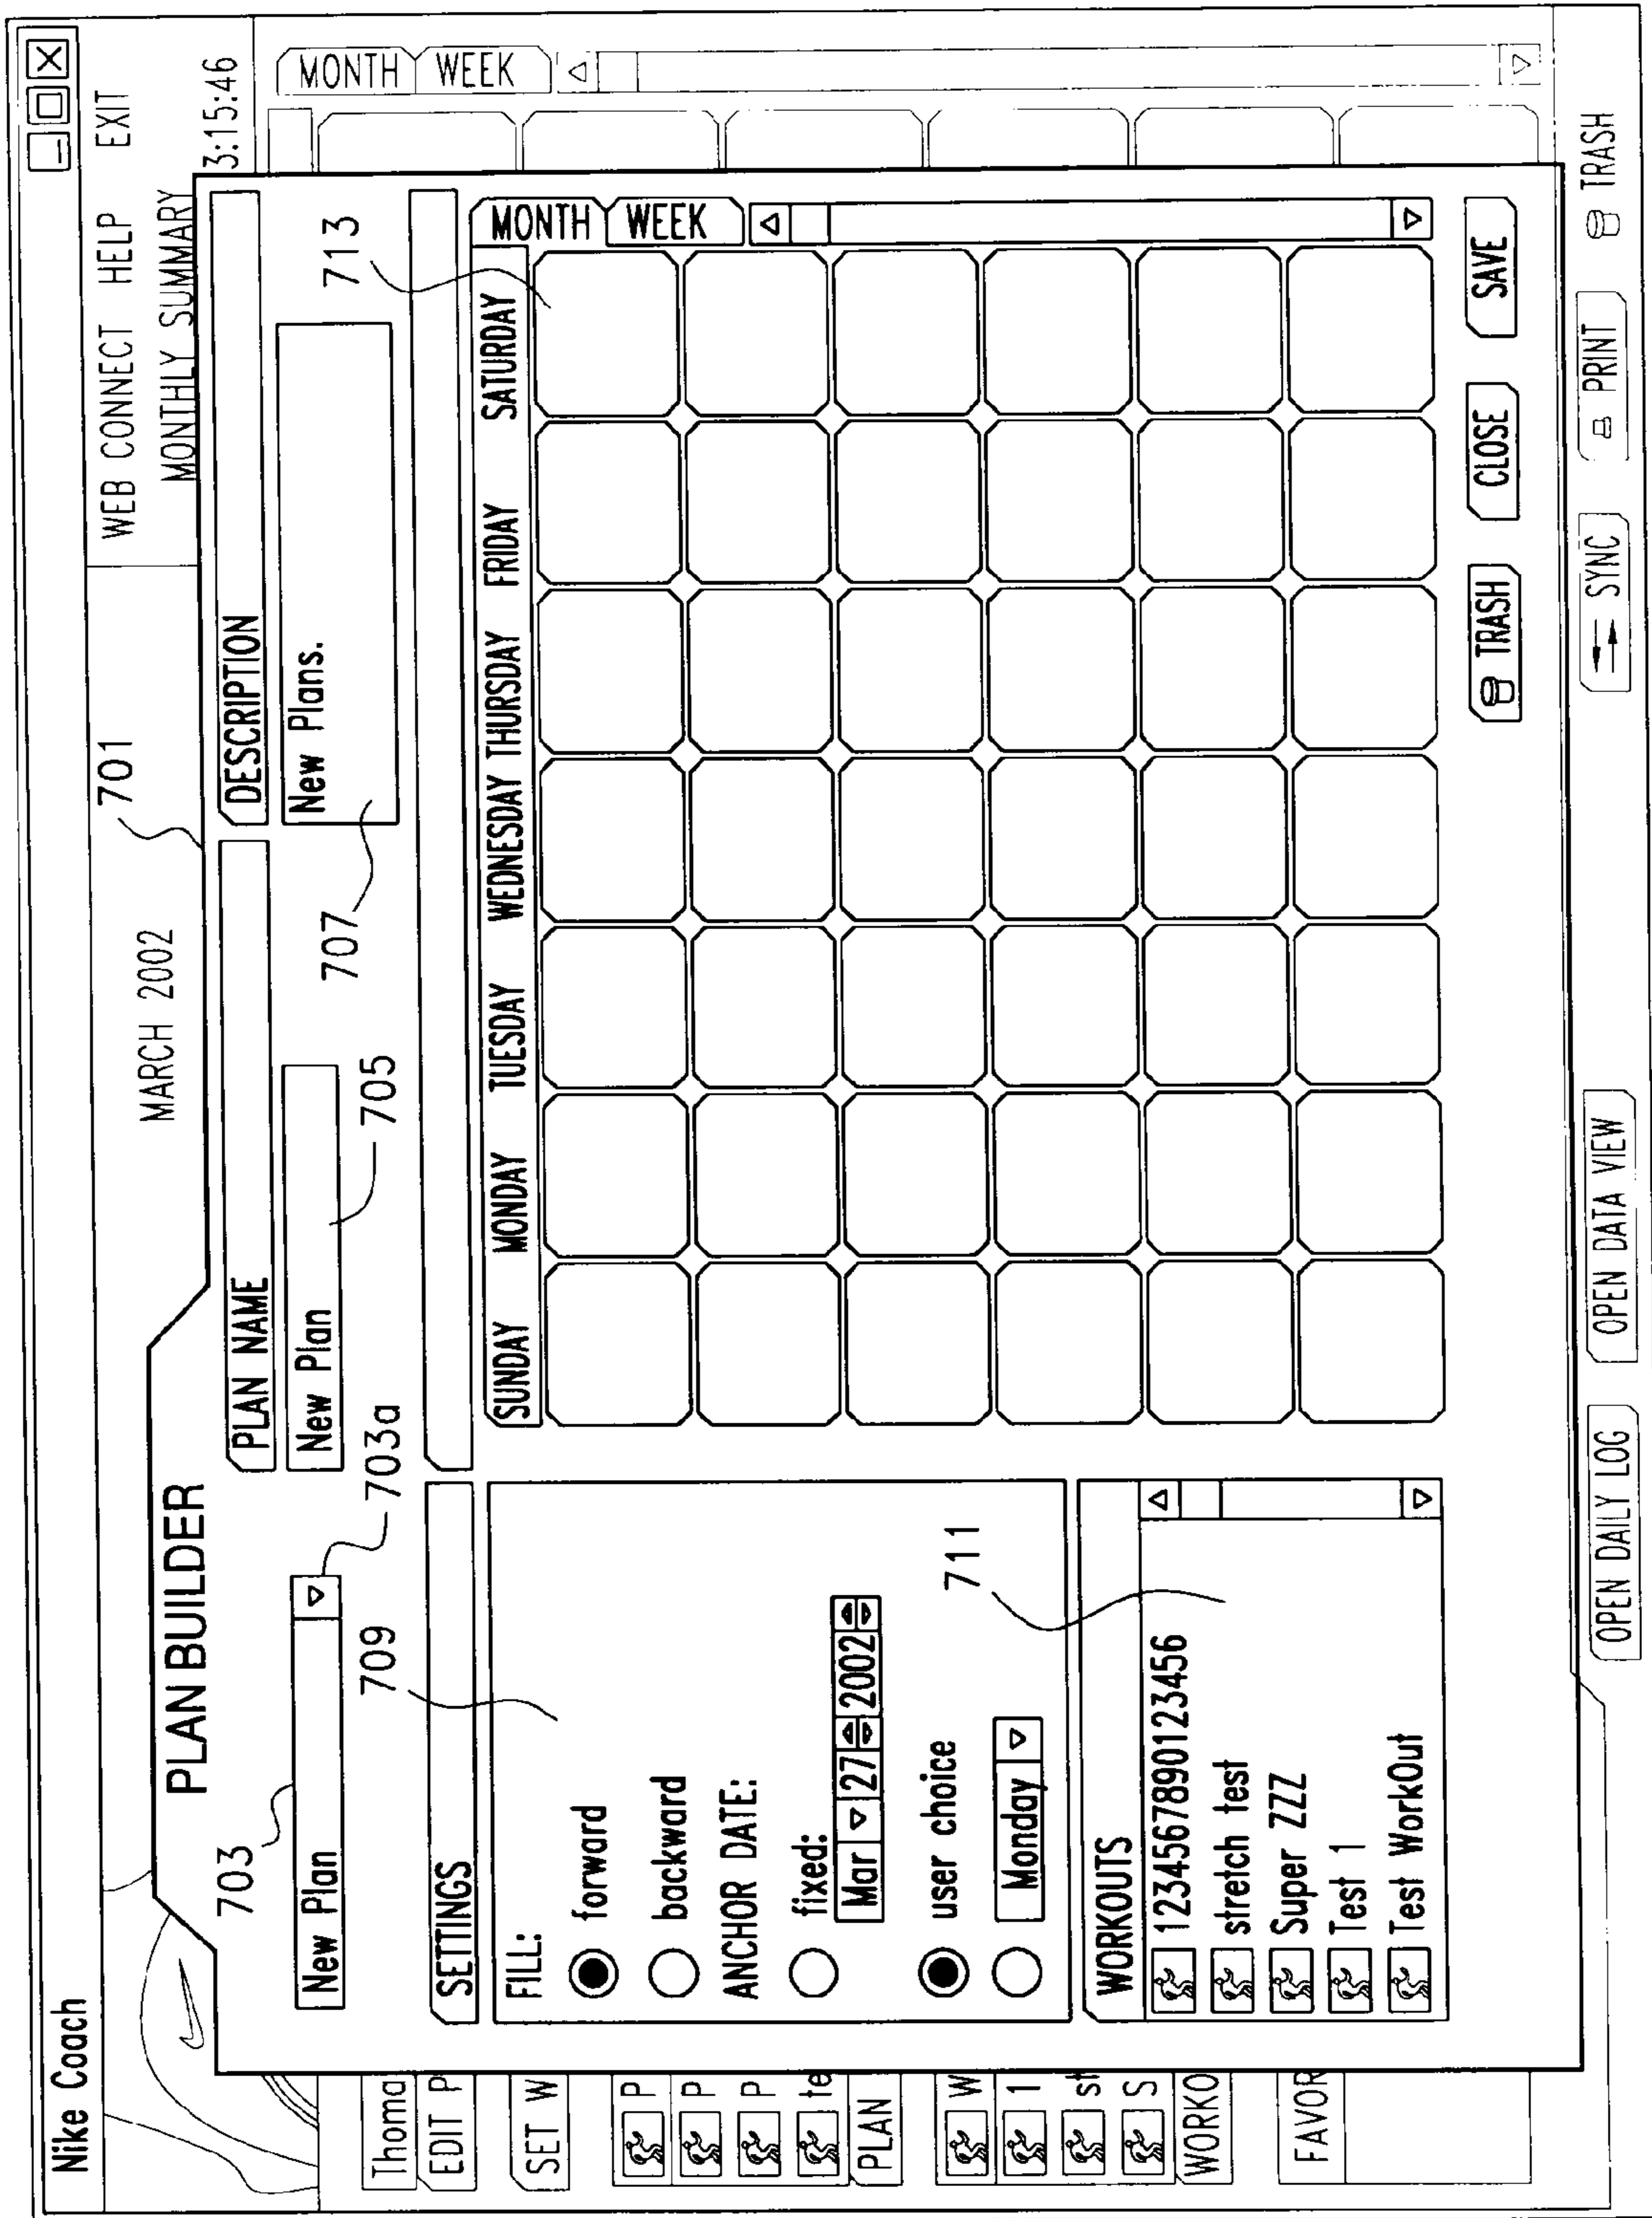 Nike Coach
WEB CONNECT HELP EXIT
MARCH 2002
MONTHLY SUMMARY
3:15:46
701
PLAN BUILDER
703
New Plan
703a
PLAN NAME
New Plan
705
DESCRIPTION
New Plans.
707
713
SETTINGS
709
FILL:
forward
backward
ANCHOR DATE:
fixed:
Mar 27 2002
user choice
Monday
WORKOUTS
711
1234567890123456
stretch test
Super ZZZ
Test 1
Test WorkOut
SUNDAY MONDAY TUESDAY WEDNESDAY THURSDAY FRIDAY SATURDAY
MONTH
WEEK
TRASH CLOSE SAVE
MONTH
WEEK
Thoma
EDIT P
SET W
P
P
P
te
PLAN
W
1
st
S
WORKO
FAVOR
OPEN DAILY LOG OPEN DATA VIEW SYNC PRINT TRASH